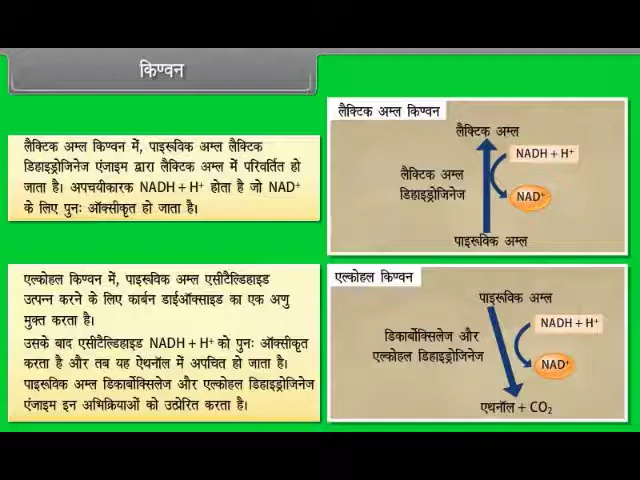 किण्वन
लैक्टिक अम्ल किण्वन में, पाइरूविक अम्ल लैक्टिक
डिहाइड्रोजिनेज एंजाइम द्वारा लैक्टिक अम्ल में परिवर्तित हो
जाता है। अपचयीकारक NADH + H⁺ होता है जो NAD⁺
के लिए पुनः ऑक्सीकृत हो जाता है।
लैक्टिक अम्ल किण्वन
लैक्टिक अम्ल
NADH + H⁺
लैक्टिक अम्ल
डिहाइड्रोजिनेज
NAD⁺
पाइरूविक अम्ल
एल्कोहल किण्वन में, पाइरूविक अम्ल एसीटैल्डिहाइड
उत्पन्न करने के लिए कार्बन डाईऑक्साइड का एक अणु
मुक्त करता है।
उसके बाद एसीटैल्डिहाइड NADH + H⁺ को पुनः ऑक्सीकृत
करता है और तब यह ऐथनॉल में अपचित हो जाता है।
पाइरूविक अम्ल डिकार्बोक्सिलेज और एल्कोहल डिहाइड्रोजिनेज
एंजाइम इन अभिक्रियाओं को उत्प्रेरित करता है।
एल्कोहल किण्वन
पाइरूविक अम्ल
NADH + H⁺
डिकार्बोक्सिलेज और
एल्कोहल डिहाइड्रोजिनेज
NAD⁺
एथनॉल + CO₂